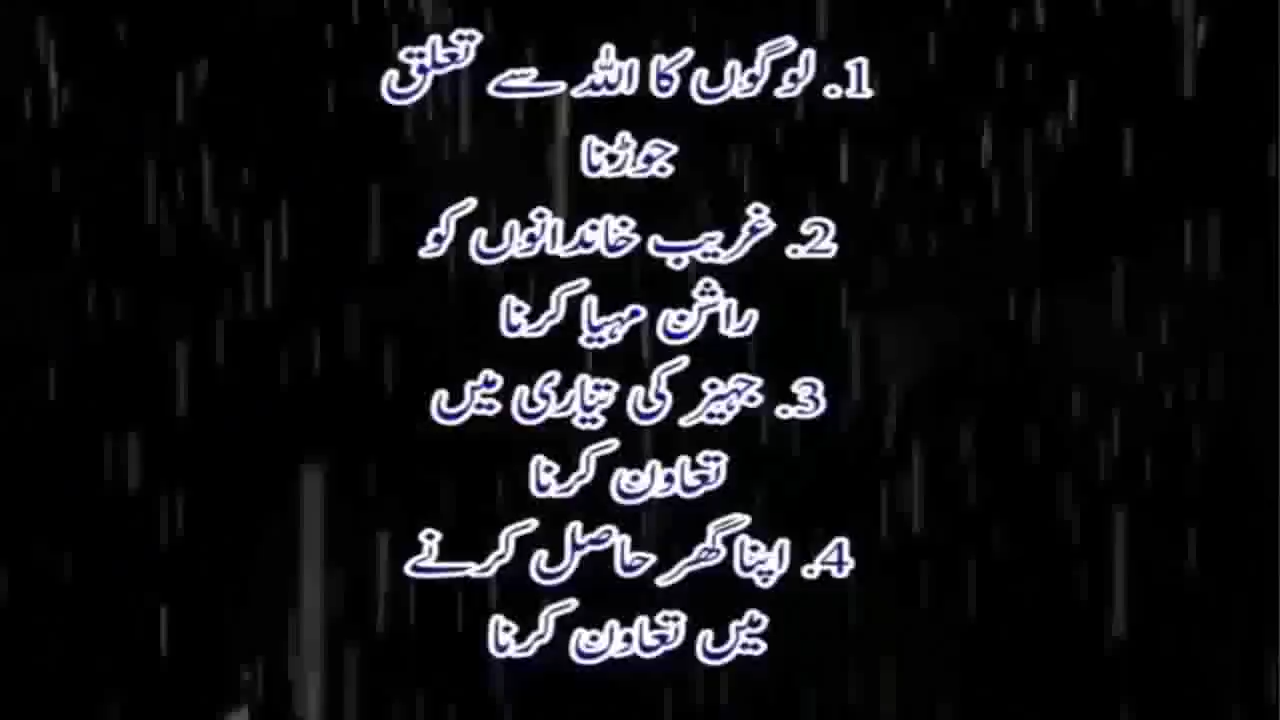 1. لوگوں کا اللہ سے تعلق
جوڑنا
2. غریب خاندانوں کو
راشن مہیا کرنا
3. جہیز کی تیاری میں
تعاون کرنا
4. اپنا گھر حاصل کرنے
میں تعاون کرنا